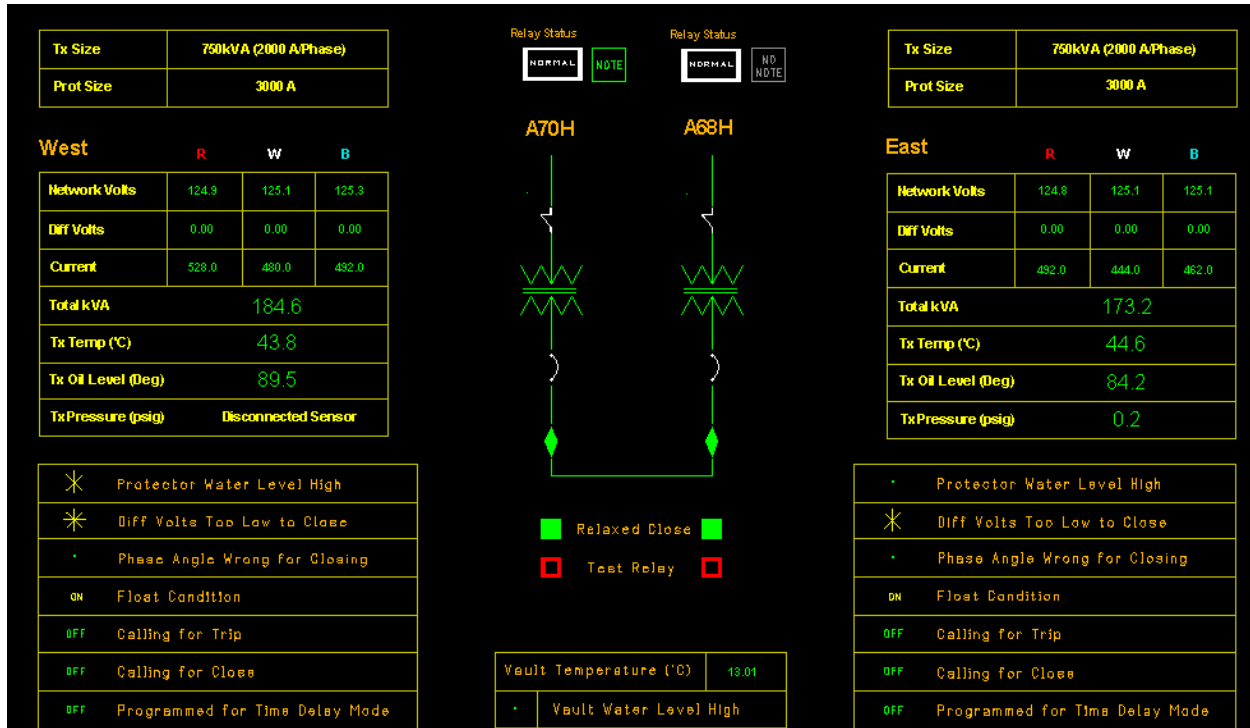 Relay Status
Relay Status
Tx Size 750kVA (2000 A/Phase)
Prot Size 3000 A
NORMAL NOTE
NORMAL NO NOTE
Tx Size 750kVA (2000 A/Phase)
Prot Size 3000 A
A70H
A68H
West R W B
Network Volts 124.9 125.1 125.3
Diff Volts 0.00 0.00 0.00
Current 528.0 480.0 492.0
Total kVA 184.6
Tx Temp (°C) 43.8
Tx Oil Level (Deg) 89.5
Tx Pressure (psig) Disconnected Sensor
East R W B
Network Volts 124.8 125.1 125.1
Diff Volts 0.00 0.00 0.00
Current 492.0 444.0 462.0
Total kVA 173.2
Tx Temp (°C) 44.6
Tx Oil Level (Deg) 84.2
Tx Pressure (psig) 0.2
Protector Water Level High
Diff Volts Too Low to Close
Phase Angle Wrong for Closing
ON Float Condition
OFF Calling for Trip
OFF Calling for Close
OFF Programmed for Time Delay Mode
Relaxed Close
Test Relay
Vault Temperature (°C) 13.01
Vault Water Level High
Protector Water Level High
Diff Volts Too Low to Close
Phase Angle Wrong for Closing
ON Float Condition
OFF Calling for Trip
OFF Calling for Close
OFF Programmed for Time Delay Mode